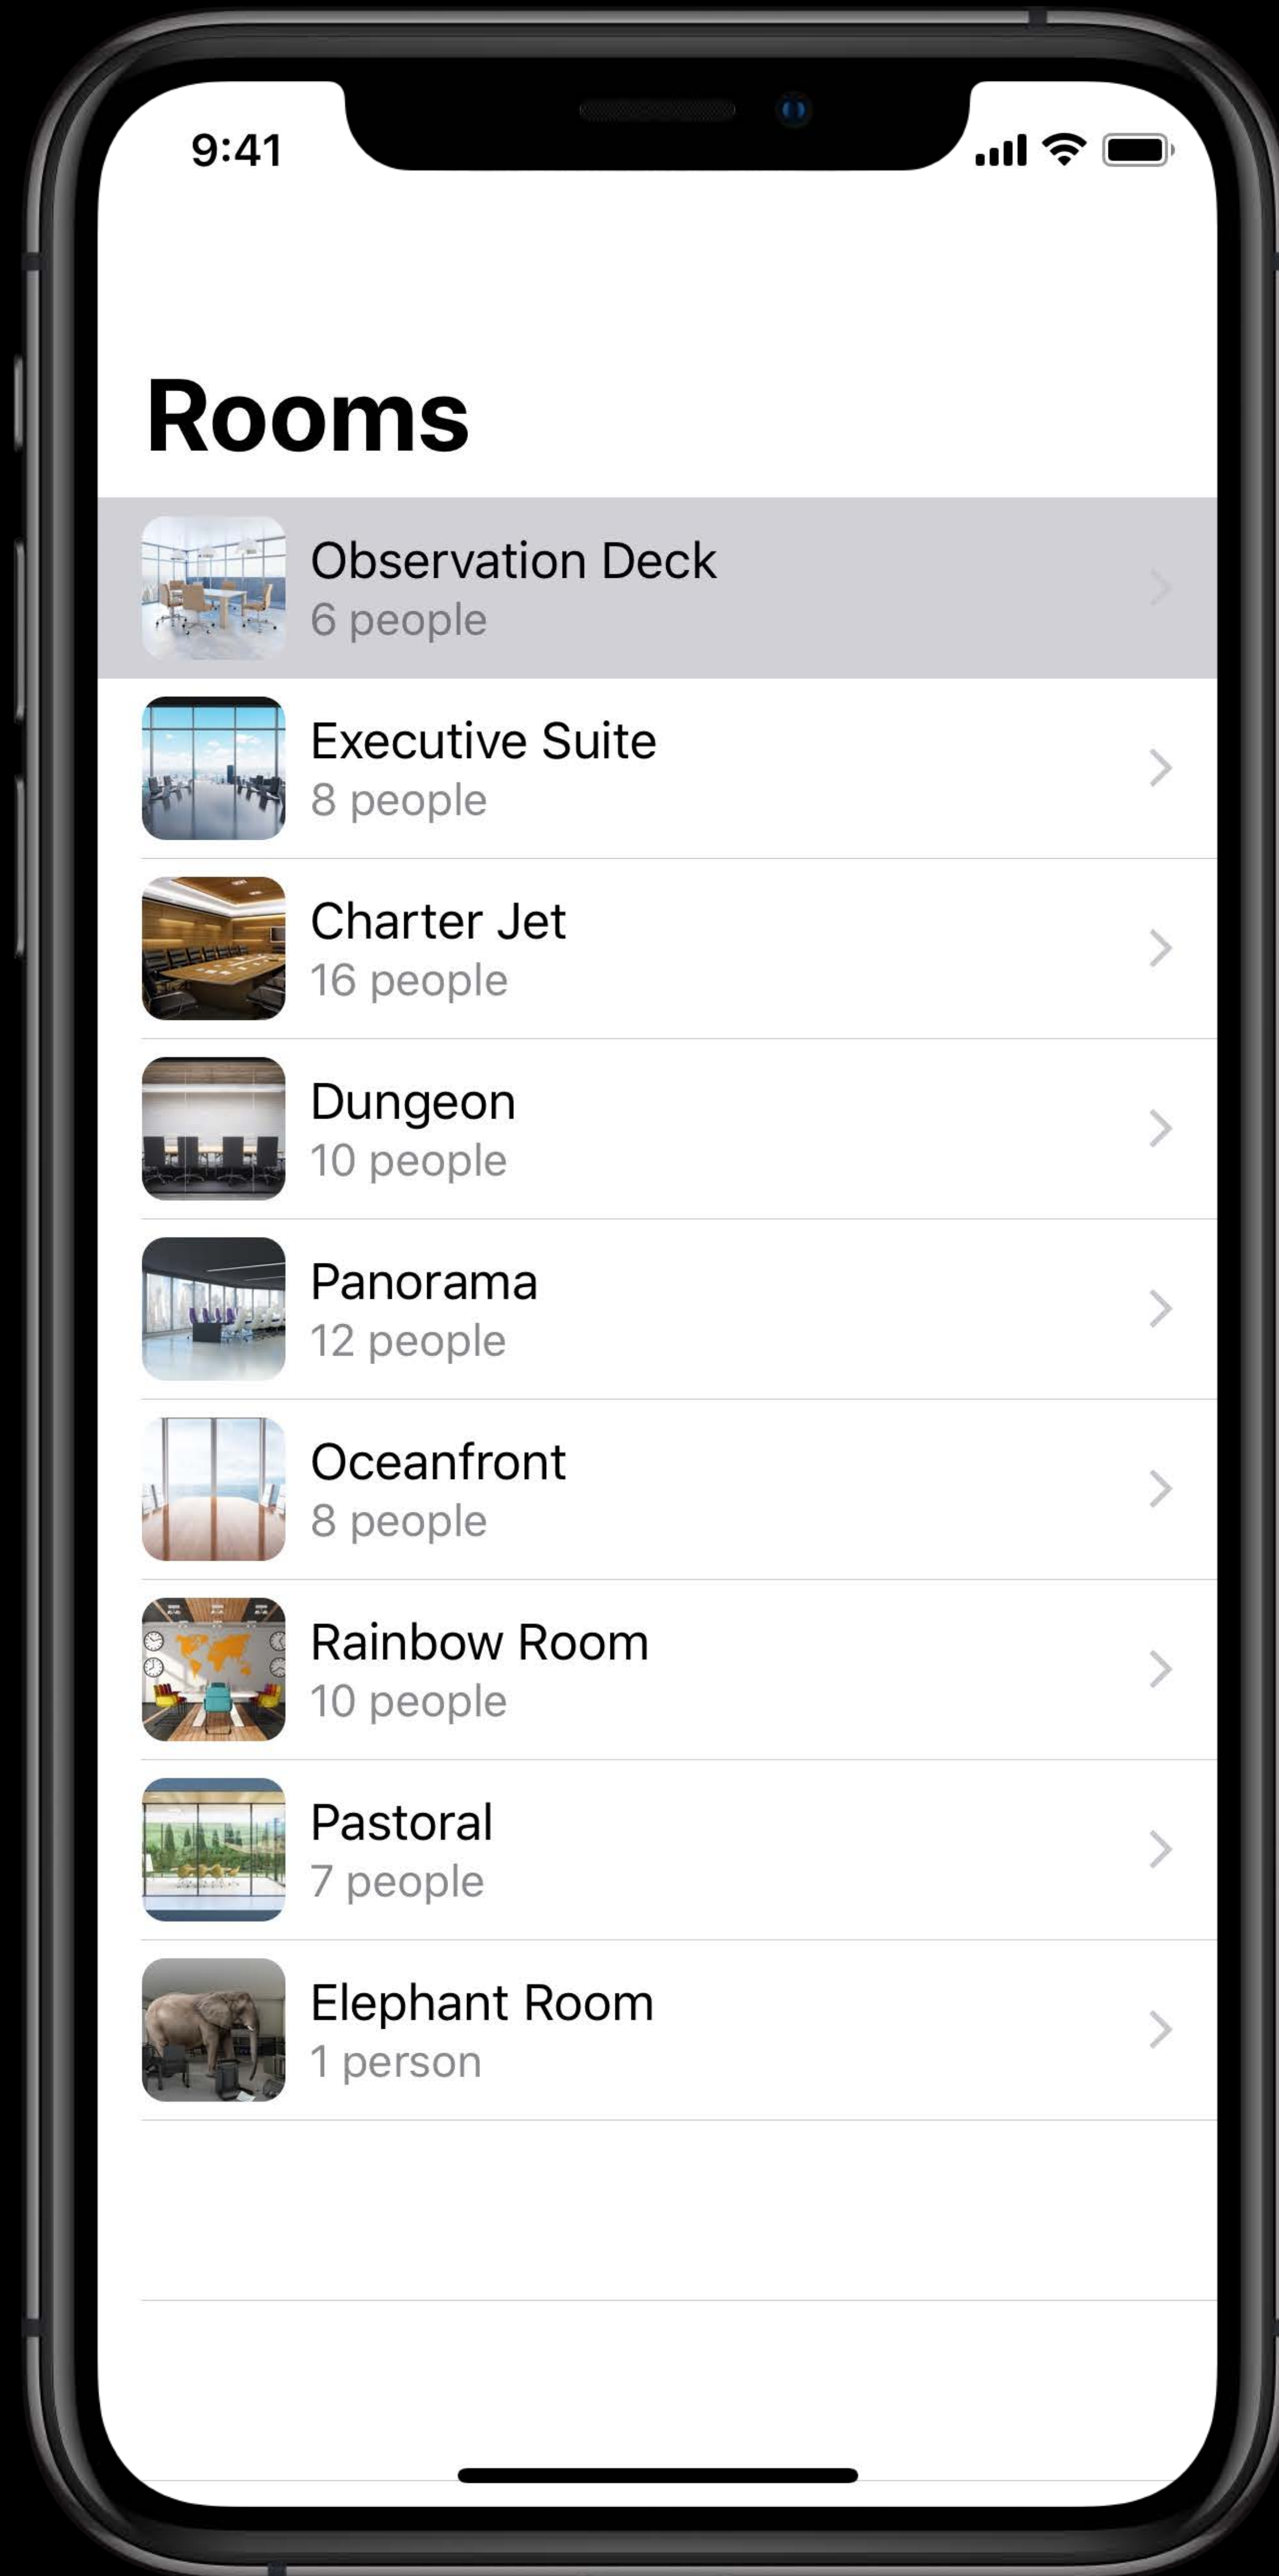 9:41
Rooms
Observation Deck
6 people
Executive Suite
8 people
Charter Jet
16 people
Dungeon
10 people
Panorama
12 people
Oceanfront
8 people
Rainbow Room
10 people
Pastoral
7 people
Elephant Room
1 person